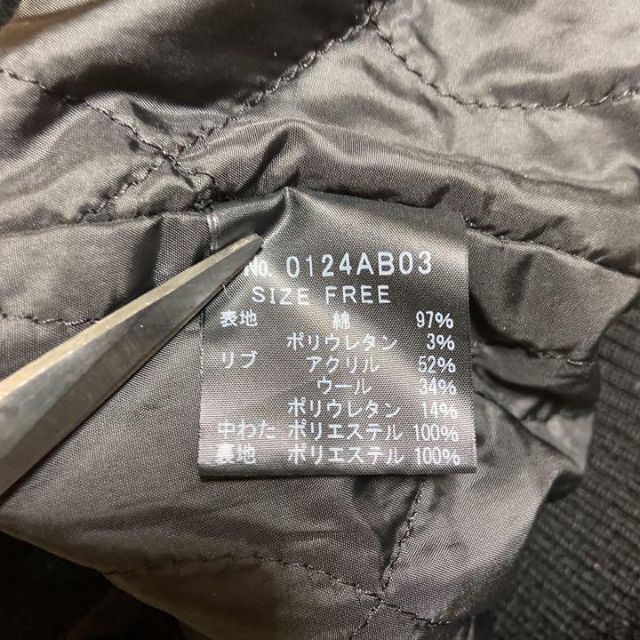 No. 0124AB03
SIZE FREE
表地 綿 97%
ポリウレタン 3%
リブ アクリル 52%
ウール 34%
ポリウレタン 14%
中わた ポリエステル 100%
裏地 ポリエステル 100%